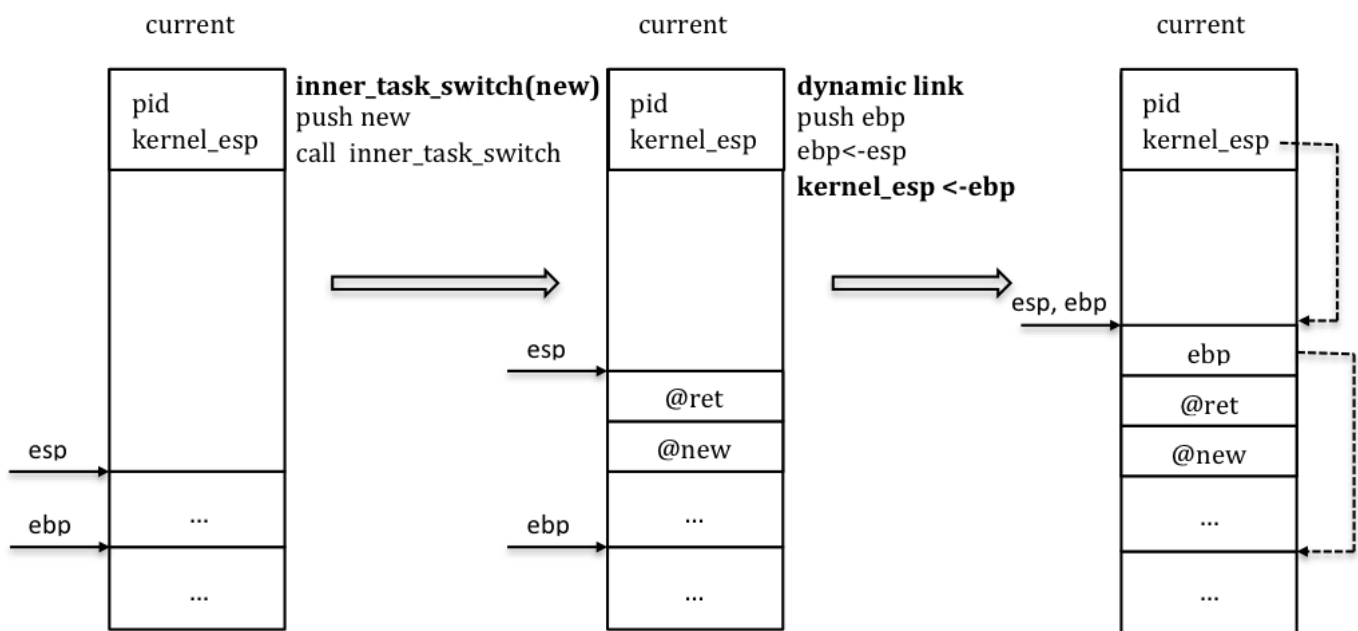 current
pid
kernel_esp
esp
ebp
...
...
inner_task_switch(new)
push new
call inner_task_switch
current
pid
kernel_esp
esp
@ret
@new
ebp
...
...
dynamic link
push ebp
ebp<-esp
kernel_esp <-ebp
current
pid
kernel_esp
esp, ebp
ebp
@ret
@new
...
...